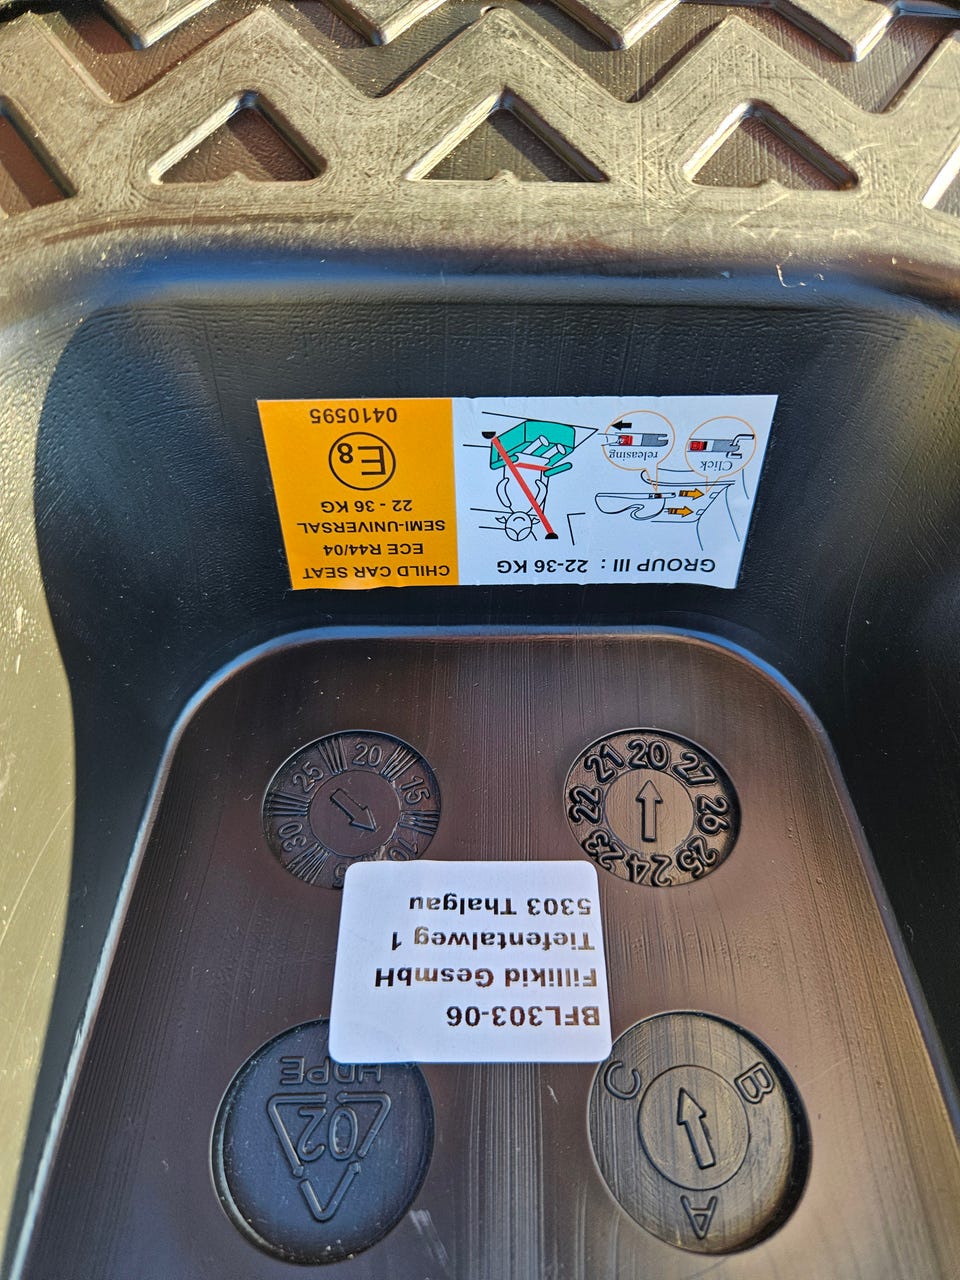 GROUP III : 22-36 KG
Click
releasing
CHILD CAR SEAT
ECE R44/04
SEMI-UNIVERSAL
22 - 36 KG
E8
0410595
BFL303-06
Fillikid GesmbH
Tiefentalweg 1
5303 Thalgau
A
B
C
02
HDPE
20 21 22 23 24 25 26 27
10 15 20 25 30